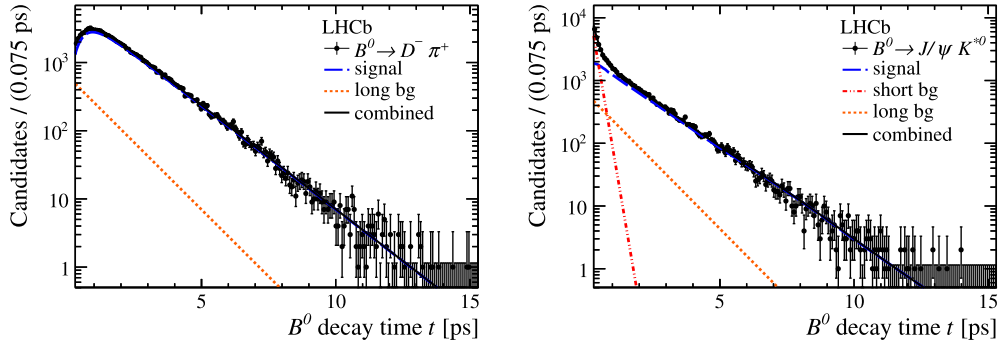 Candidates / (0.075 ps)
10³
10²
10
1
LHCb
B⁰ → D⁻ π⁺
signal
long bg
combined
5 10 15
B⁰ decay time t [ps]
Candidates / (0.075 ps)
10⁴
10³
10²
10
1
LHCb
B⁰ → J/ψ K*⁰
signal
short bg
long bg
combined
5 10 15
B⁰ decay time t [ps]